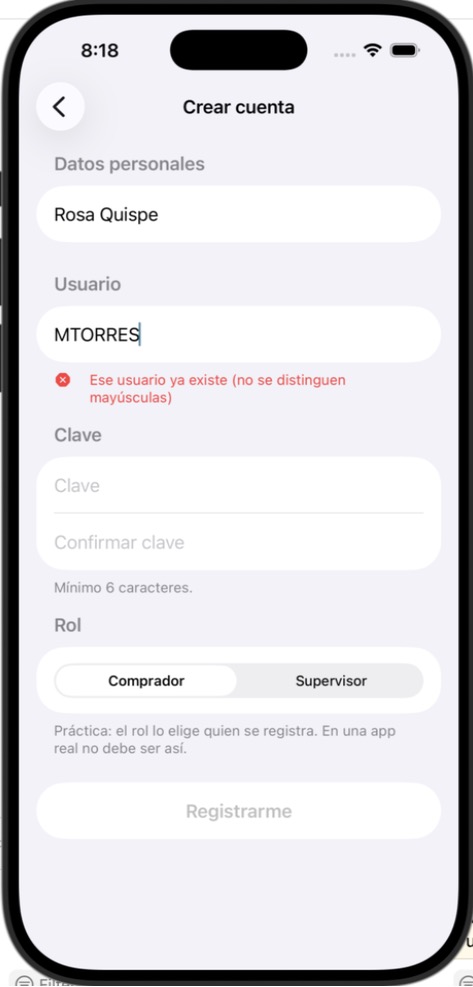 8:18
Crear cuenta
Datos personales
Rosa Quispe
Usuario
MTORRES
Ese usuario ya existe (no se distinguen
mayúsculas)
Clave
Clave
Confirmar clave
Mínimo 6 caracteres.
Rol
Comprador
Supervisor
Práctica: el rol lo elige quien se registra. En una app
real no debe ser así.
Registrarme